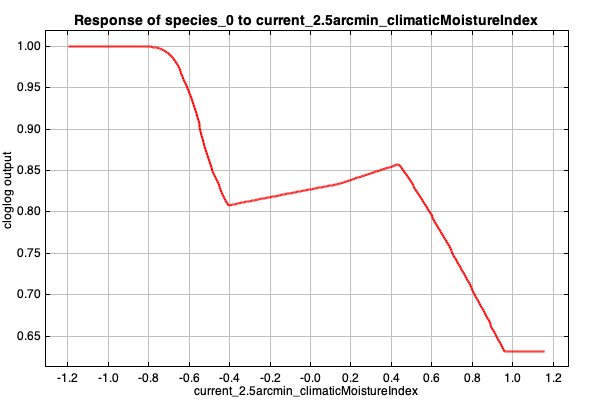 Response of species_0 to current_2.5arcmin_climaticMoistureIndex
1.00
0.95
0.90
0.85
0.80
0.75
0.70
0.65
cloglog output
-1.2 -1.0 -0.8 -0.6 -0.4 -0.2 -0.0 0.2 0.4 0.6 0.8 1.0 1.2
current_2.5arcmin_climaticMoistureIndex